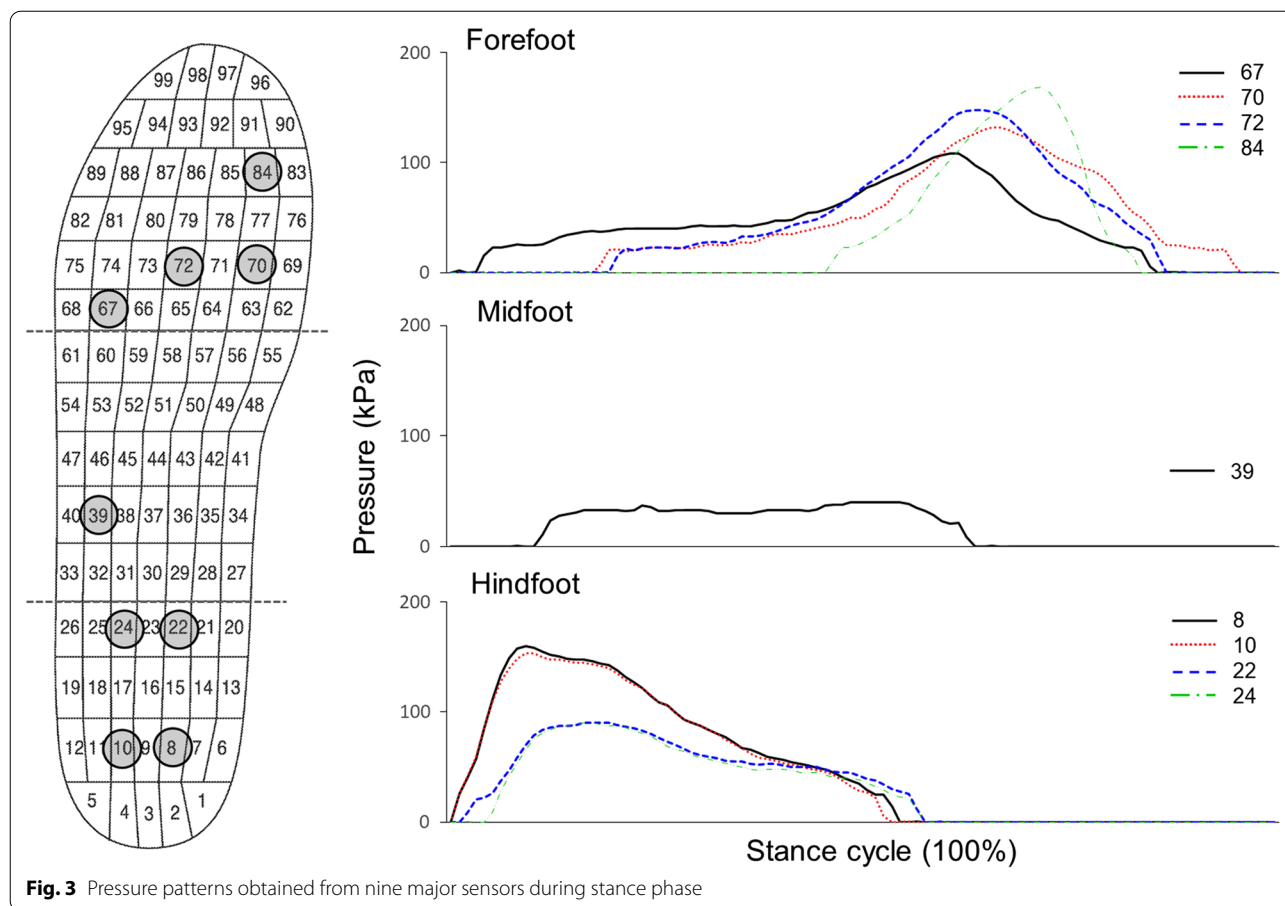 99 98 97 96
95 94 93 92 91 90
89 88 87 86 85 84 83
82 81 80 79 78 77 76
75 74 73 72 71 70 69
68 67 66 65 64 63 62
61 60 59 58 57 56 55
54 53 52 51 50 49 48
47 46 45 44 43 42 41
40 39 38 37 36 35 34
33 32 31 30 29 28 27
26 25 24 23 22 21 20
19 18 17 16 15 14 13
12 11 10 9 8 7 6
5 4 3 2 1
Pressure (kPa)
Forefoot
200
100
0
67
70
72
84
Midfoot
200
100
0
39
Hindfoot
200
100
0
8
10
22
24
Stance cycle (100%)
Fig. 3 Pressure patterns obtained from nine major sensors during stance phase